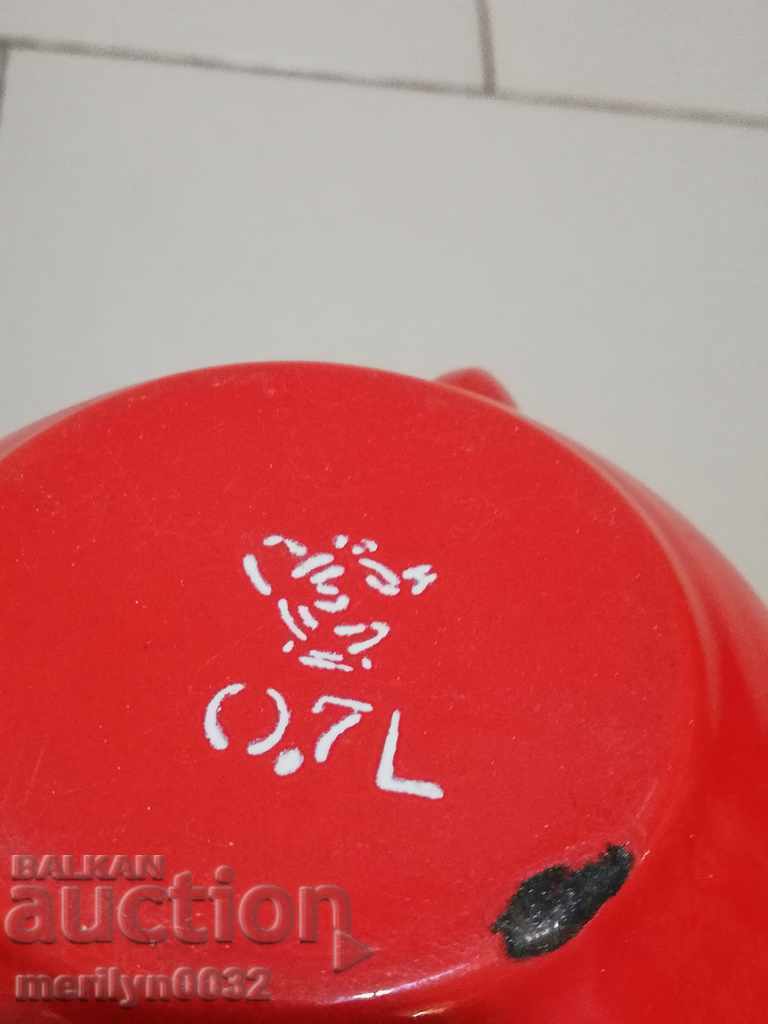 0.7L
BALKAN
auction
merilyn0032